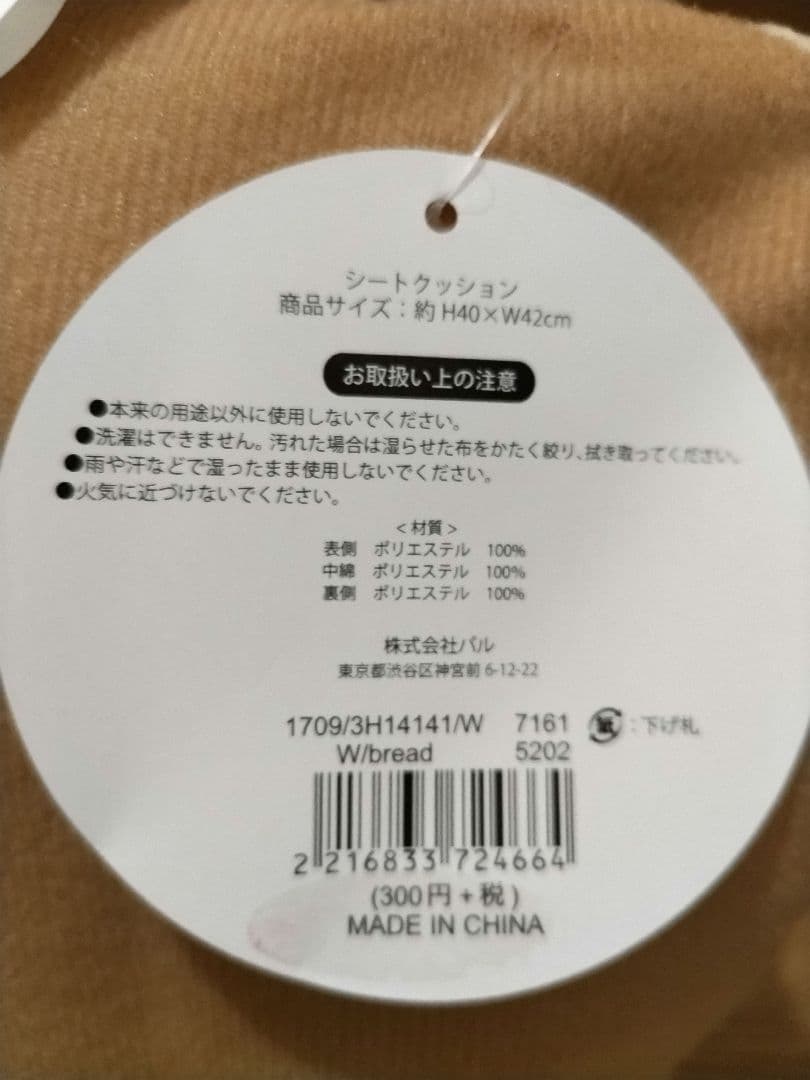 シートクッション
商品サイズ：約 H40×W42cm
お取扱い上の注意
●本来の用途以外に使用しないでください。
●洗濯はできません。汚れた場合は湿らせた布をかたく絞り、拭き取ってください。
●雨や汗などで湿ったまま使用しないでください。
●火気に近づけないでください。
＜材質＞
表側 ポリエステル 100%
中綿 ポリエステル 100%
裏側 ポリエステル 100%
株式会社パル
東京都渋谷区神宮前 6-12-22
1709/3H14141/W 7161 紙：下げ札
W/bread 5202
2 216833 724664
(300円＋税)
MADE IN CHINA